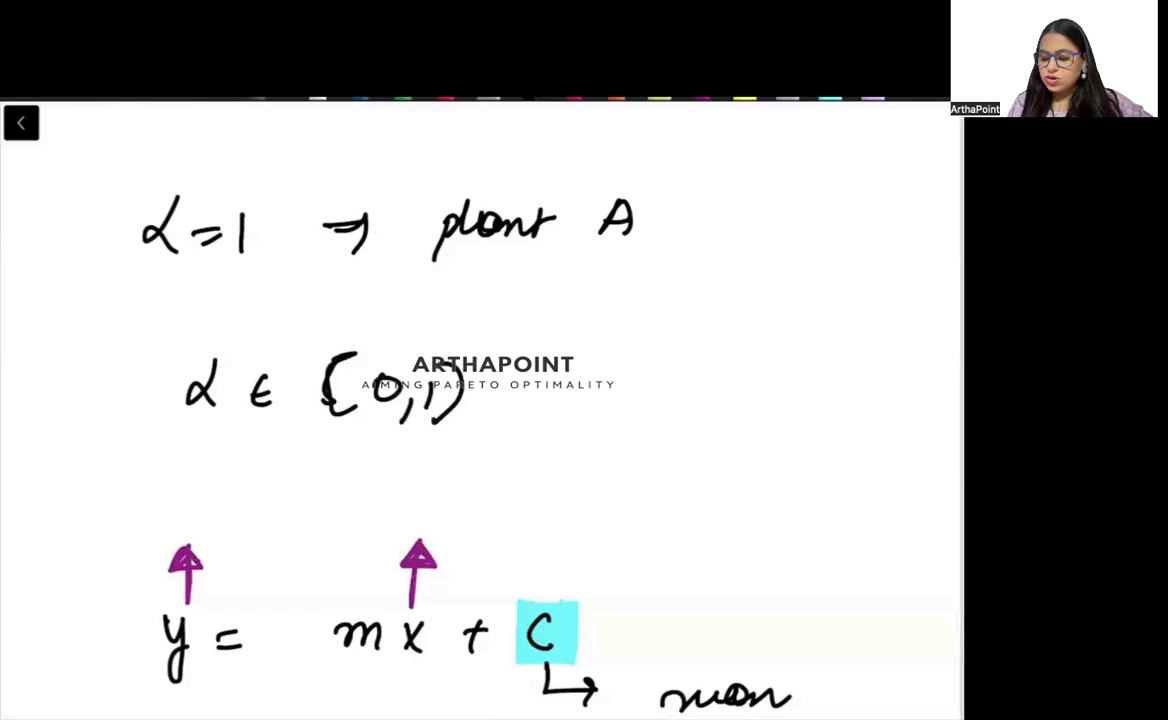 ArthaPoint
α = 1 → plant A
ARTHAPOINT
AIMING PARETO OPTIMALITY
α ε [0,1)
y = mx + C